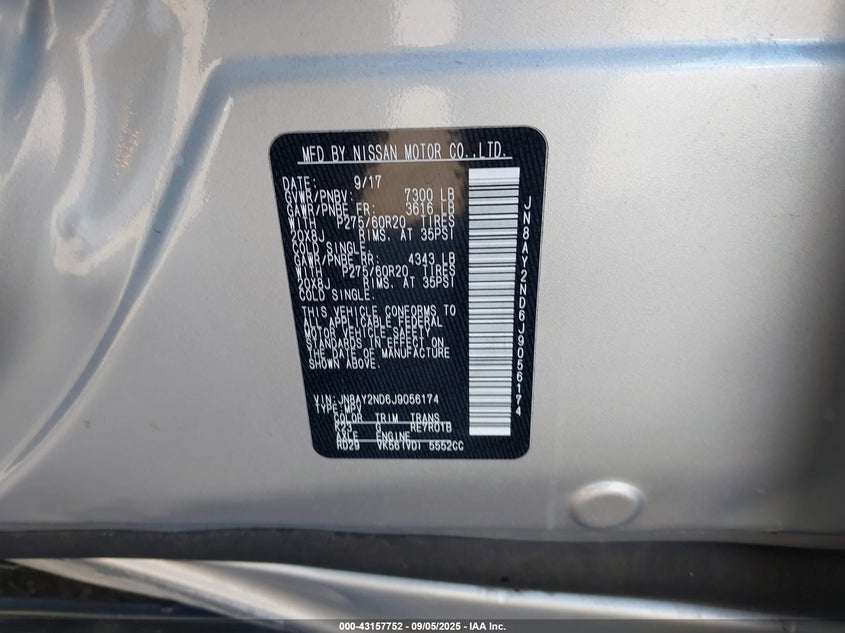 MFD BY NISSAN MOTOR CO.,LTD.
DATE: 9/17
GVWR/PNBV: 7300 LB
GAWR/PNBE FR: 3616 LB
WITH P275/60R20 TIRES
20X8J RIMS. AT 35PSI
COLD SINGLE.
GAWR/PNBE RR: 4343 LB
WITH P275/60R20 TIRES
20X8J RIMS. AT 35PSI
COLD SINGLE.
THIS VEHICLE CONFORMS TO
ALL APPLICABLE FEDERAL
MOTOR VEHICLE SAFETY
STANDARDS IN EFFECT ON
THE DATE OF MANUFACTURE
SHOWN ABOVE.
VIN:JN8AY2ND6J9056174
TYPE:MPV
COLOR TRIM TRANS
K23 G RE7R01B
AXLE ENGINE
RD29 VK56(VD) 5552CC
JN8AY2ND6J9056174
000-43157752 - 09/05/2025 - IAA Inc.